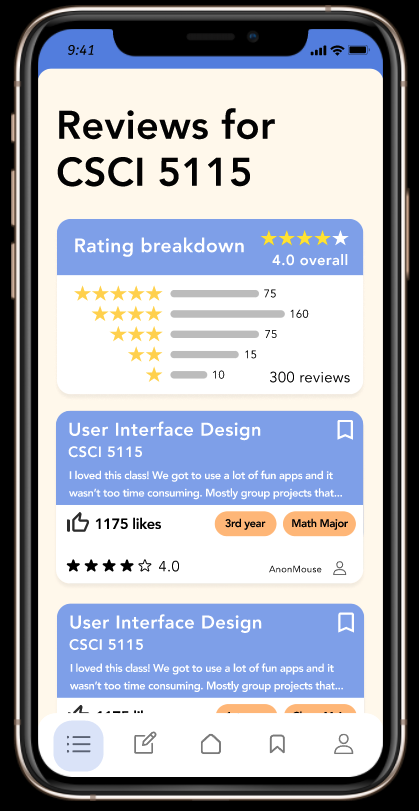 9:41
Reviews for
CSCI 5115
Rating breakdown
4.0 overall
75
160
75
15
10
300 reviews
User Interface Design
CSCI 5115
I loved this class! We got to use a lot of fun apps and it
wasn't too time consuming. Mostly group projects that...
1175 likes
3rd year
Math Major
4.0
AnonMouse
User Interface Design
CSCI 5115
I loved this class! We got to use a lot of fun apps and it
wasn't too time consuming. Mostly group projects that...
1175 likes